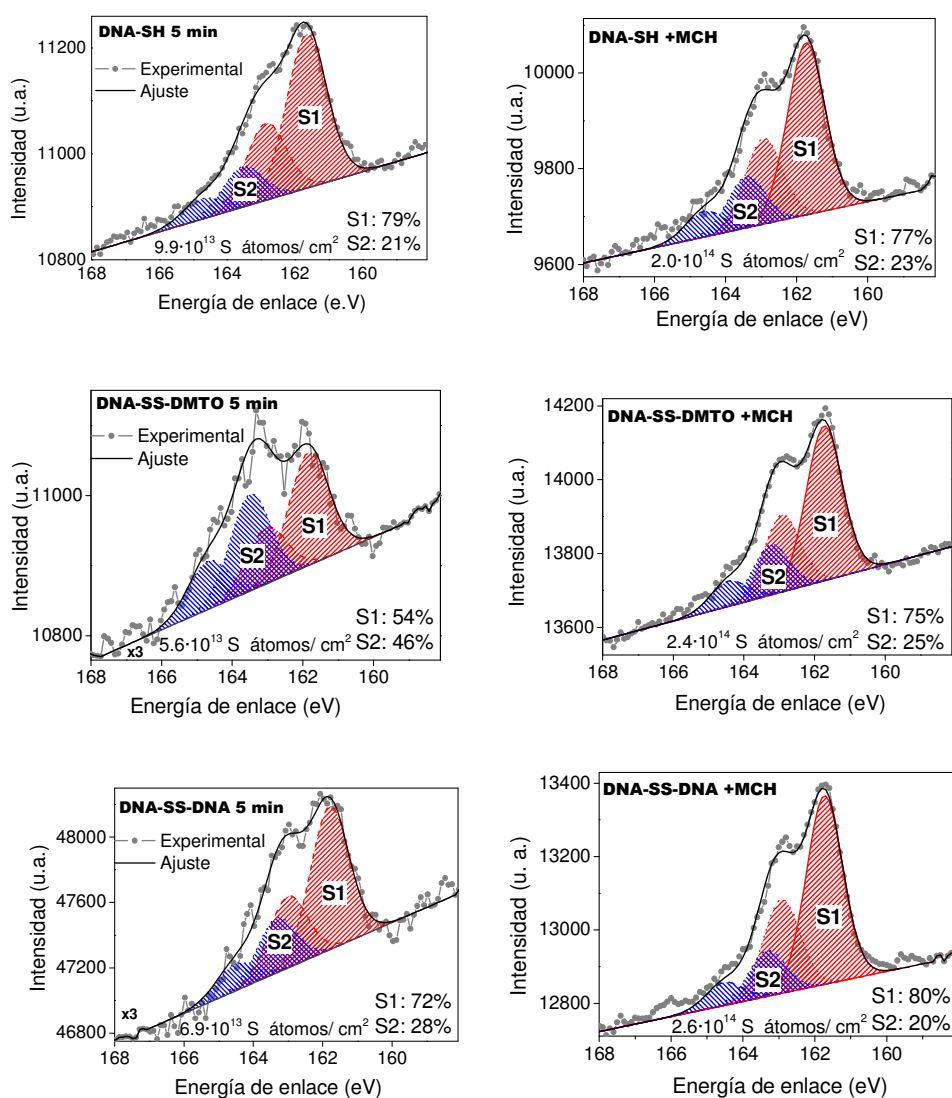 DNA-SH 5 min
Experimental
Ajuste
S1
S2
S1: 79%
S2: 21%
9.9·10¹³ S átomos/ cm²
11200
11000
10800
168 166 164 162 160
Intensidad (u.a.)
Energía de enlace (e.V)
DNA-SH +MCH
S1
S2
S1: 77%
S2: 23%
2.0·10¹⁴ S átomos/ cm²
10000
9800
9600
168 166 164 162 160
Intensidad (u.a.)
Energía de enlace (eV)
DNA-SS-DMTO 5 min
Experimental
Ajuste
S1
S2
S1: 54%
S2: 46%
x3
5.6·10¹³ S átomos/ cm²
11000
10800
168 166 164 162 160
Intensidad (u.a.)
Energía de enlace (eV)
DNA-SS-DMTO +MCH
S1
S2
S1: 75%
S2: 25%
2.4·10¹⁴ S átomos/ cm²
14200
14000
13800
13600
168 166 164 162 160
Intensidad (u.a.)
Energía de enlace (eV)
DNA-SS-DNA 5 min
Experimental
Ajuste
S1
S2
S1: 72%
S2: 28%
x3
6.9·10¹³ S átomos/ cm²
48000
47600
47200
46800
168 166 164 162 160
Intensidad (u.a.)
Energía de enlace (eV)
DNA-SS-DNA +MCH
S1
S2
S1: 80%
S2: 20%
2.6·10¹⁴ S átomos/ cm²
13400
13200
13000
12800
168 166 164 162 160
Intensidad (u. a.)
Energía de enlace (eV)